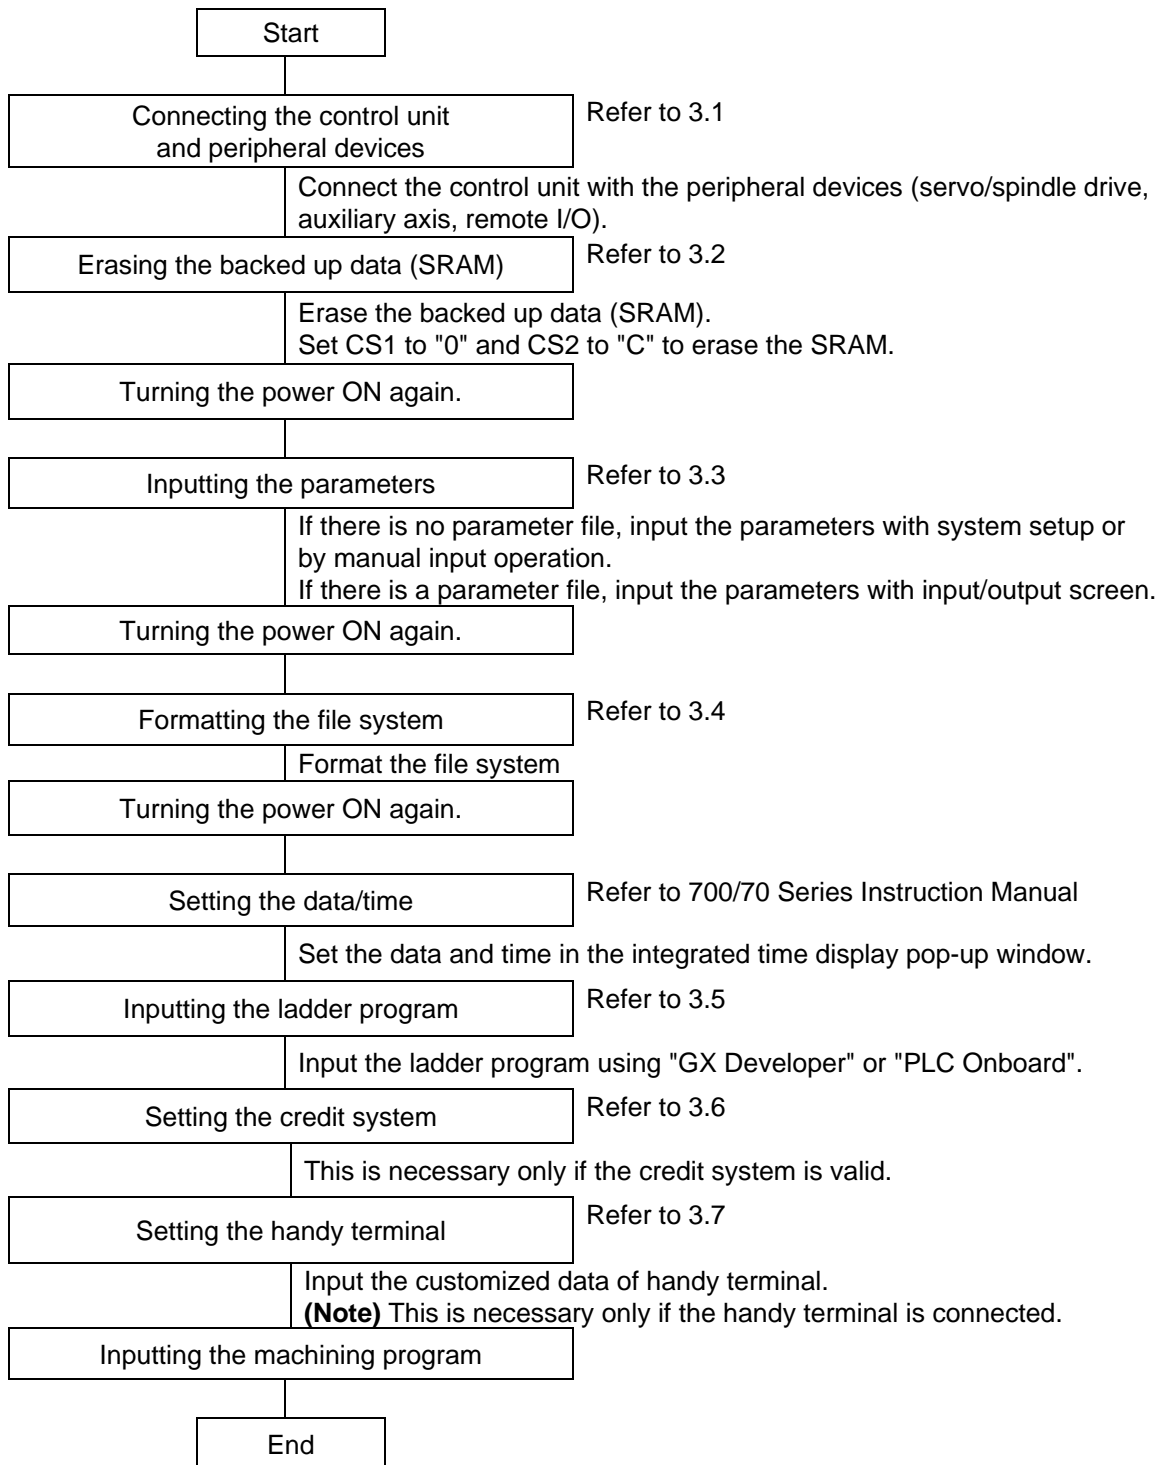 Start
Connecting the control unit
and peripheral devices
Refer to 3.1
Connect the control unit with the peripheral devices (servo/spindle drive,
auxiliary axis, remote I/O).
Erasing the backed up data (SRAM)
Refer to 3.2
Erase the backed up data (SRAM).
Set CS1 to "0" and CS2 to "C" to erase the SRAM.
Turning the power ON again.
Inputting the parameters
Refer to 3.3
If there is no parameter file, input the parameters with system setup or
by manual input operation.
If there is a parameter file, input the parameters with input/output screen.
Turning the power ON again.
Formatting the file system
Refer to 3.4
Format the file system
Turning the power ON again.
Setting the data/time
Refer to 700/70 Series Instruction Manual
Set the data and time in the integrated time display pop-up window.
Inputting the ladder program
Refer to 3.5
Input the ladder program using "GX Developer" or "PLC Onboard".
Setting the credit system
Refer to 3.6
This is necessary only if the credit system is valid.
Setting the handy terminal
Refer to 3.7
Input the customized data of handy terminal.
(Note) This is necessary only if the handy terminal is connected.
Inputting the machining program
End